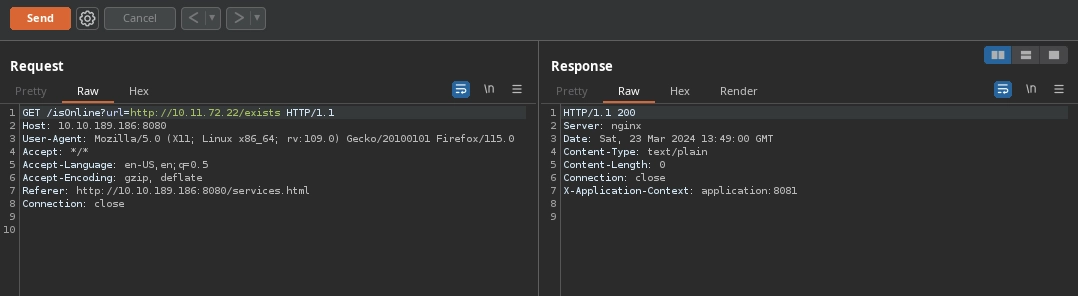 Send
Cancel
< ▼
> ▼
Request
Pretty Raw Hex
\n
1 GET /isOnline?url=http://10.11.72.22/exists HTTP/1.1
2 Host: 10.10.189.186:8080
3 User-Agent: Mozilla/5.0 (X11; Linux x86_64; rv:109.0) Gecko/20100101 Firefox/115.0
4 Accept: */*
5 Accept-Language: en-US,en;q=0.5
6 Accept-Encoding: gzip, deflate
7 Referer: http://10.10.189.186:8080/services.html
8 Connection: close
9
10
Response
Pretty Raw Hex Render
\n
1 HTTP/1.1 200
2 Server: nginx
3 Date: Sat, 23 Mar 2024 13:49:00 GMT
4 Content-Type: text/plain
5 Content-Length: 0
6 Connection: close
7 X-Application-Context: application:8081
8
9